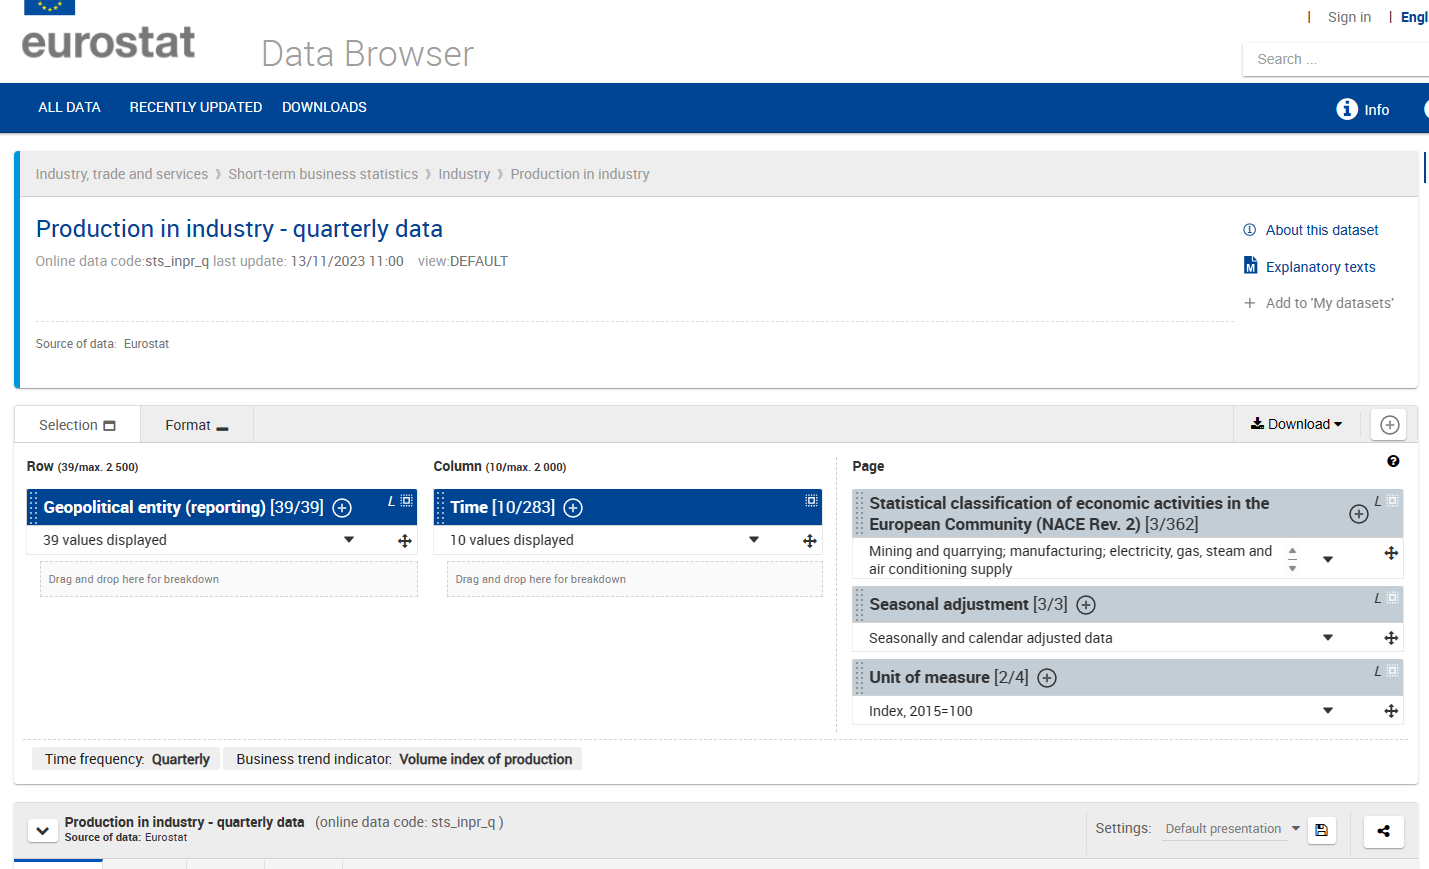 Sign in
Engl
eurostat
Data Browser
Search ...
ALL DATA
RECENTLY UPDATED
DOWNLOADS
Info
Industry, trade and services
Short-term business statistics
Industry
Production in industry
Production in industry - quarterly data
Online data code:sts_inpr_q last update: 13/11/2023 11:00 view:DEFAULT
About this dataset
Explanatory texts
Add to 'My datasets'
Source of data: Eurostat
Selection
Format
Download
Row (39/max. 2 500)
Column (10/max. 2 000)
Page
Geopolitical entity (reporting) [39/39]
L
39 values displayed
Drag and drop here for breakdown
Time [10/283]
10 values displayed
Drag and drop here for breakdown
Statistical classification of economic activities in the
European Community (NACE Rev. 2) [3/362]
L
Mining and quarrying; manufacturing; electricity, gas, steam and
air conditioning supply
Seasonal adjustment [3/3]
L
Seasonally and calendar adjusted data
Unit of measure [2/4]
L
Index, 2015=100
Time frequency: Quarterly
Business trend indicator: Volume index of production
Production in industry - quarterly data (online data code: sts_inpr_q )
Source of data: Eurostat
Settings: Default presentation